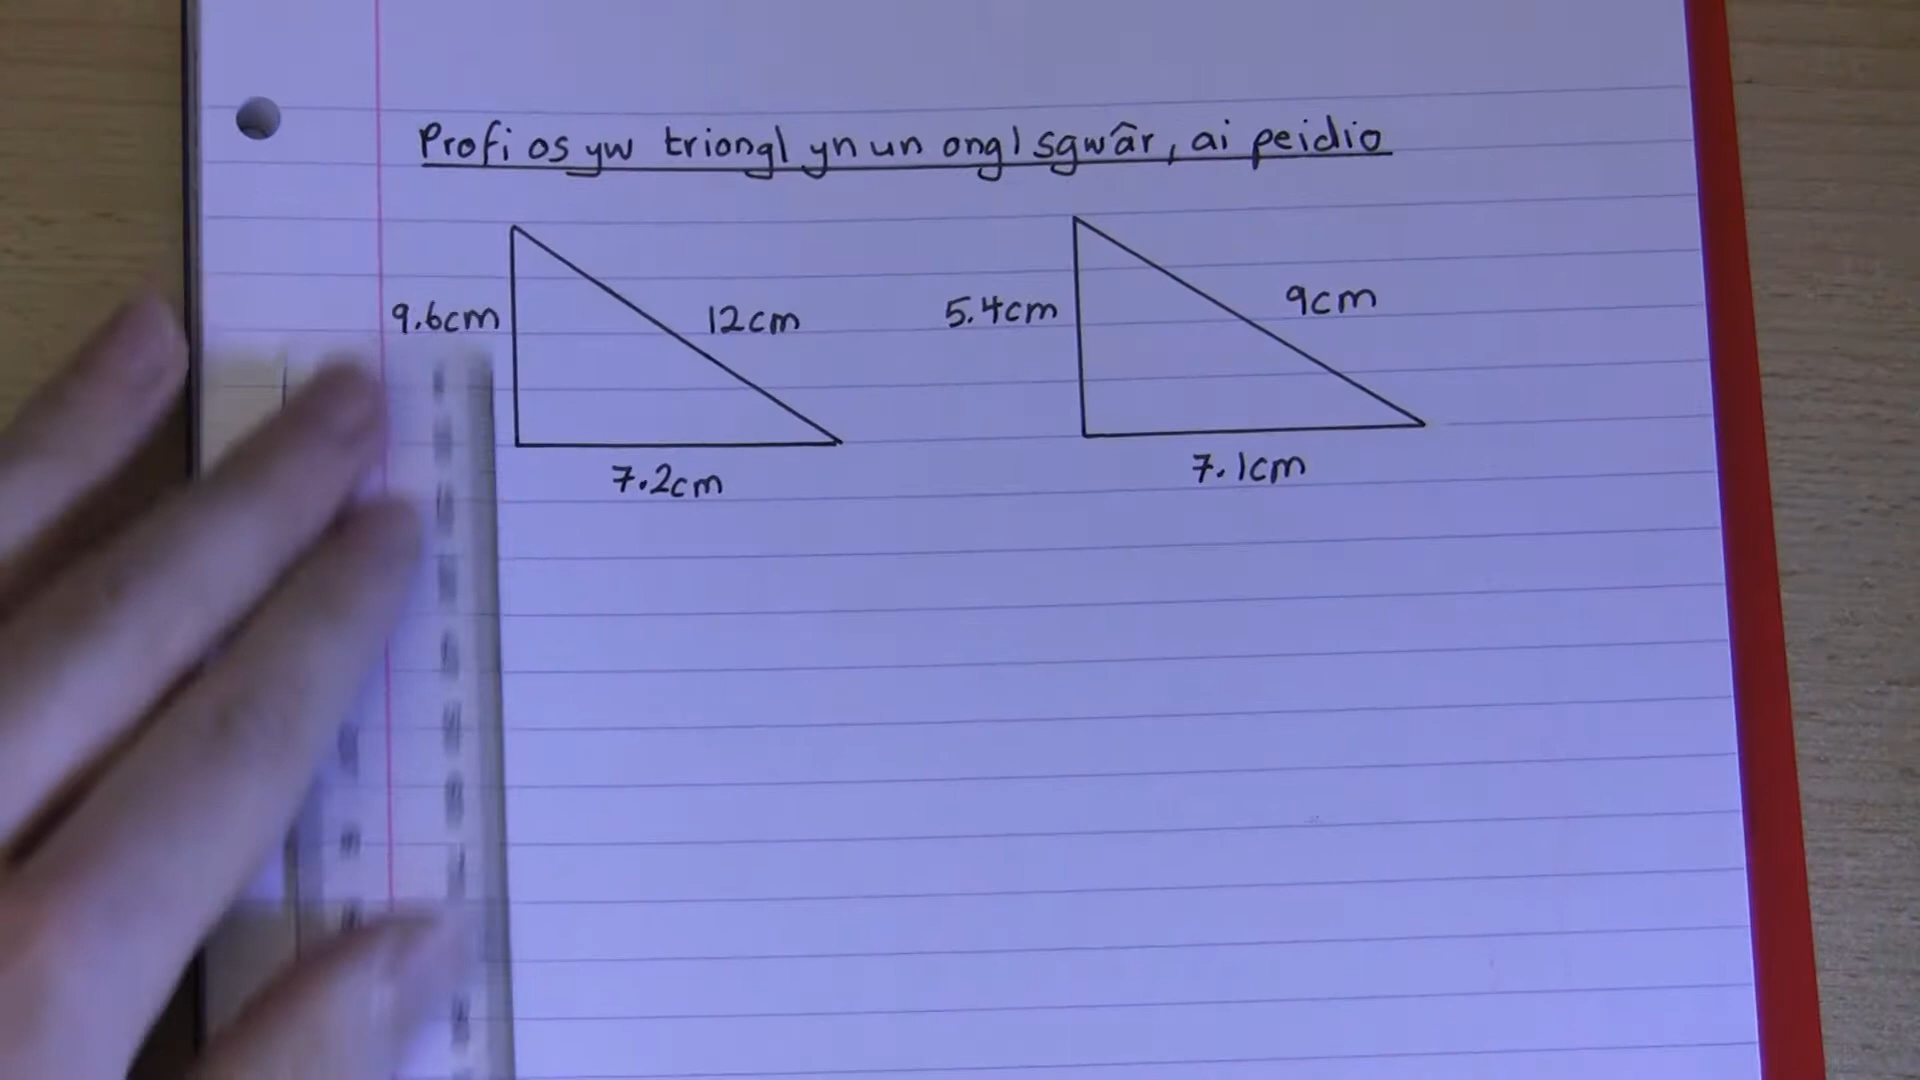 Profi os yw triongl yn un ongl sgwâr, ai peidio
9.6cm
12cm
7.2cm
5.4cm
9cm
7.1cm